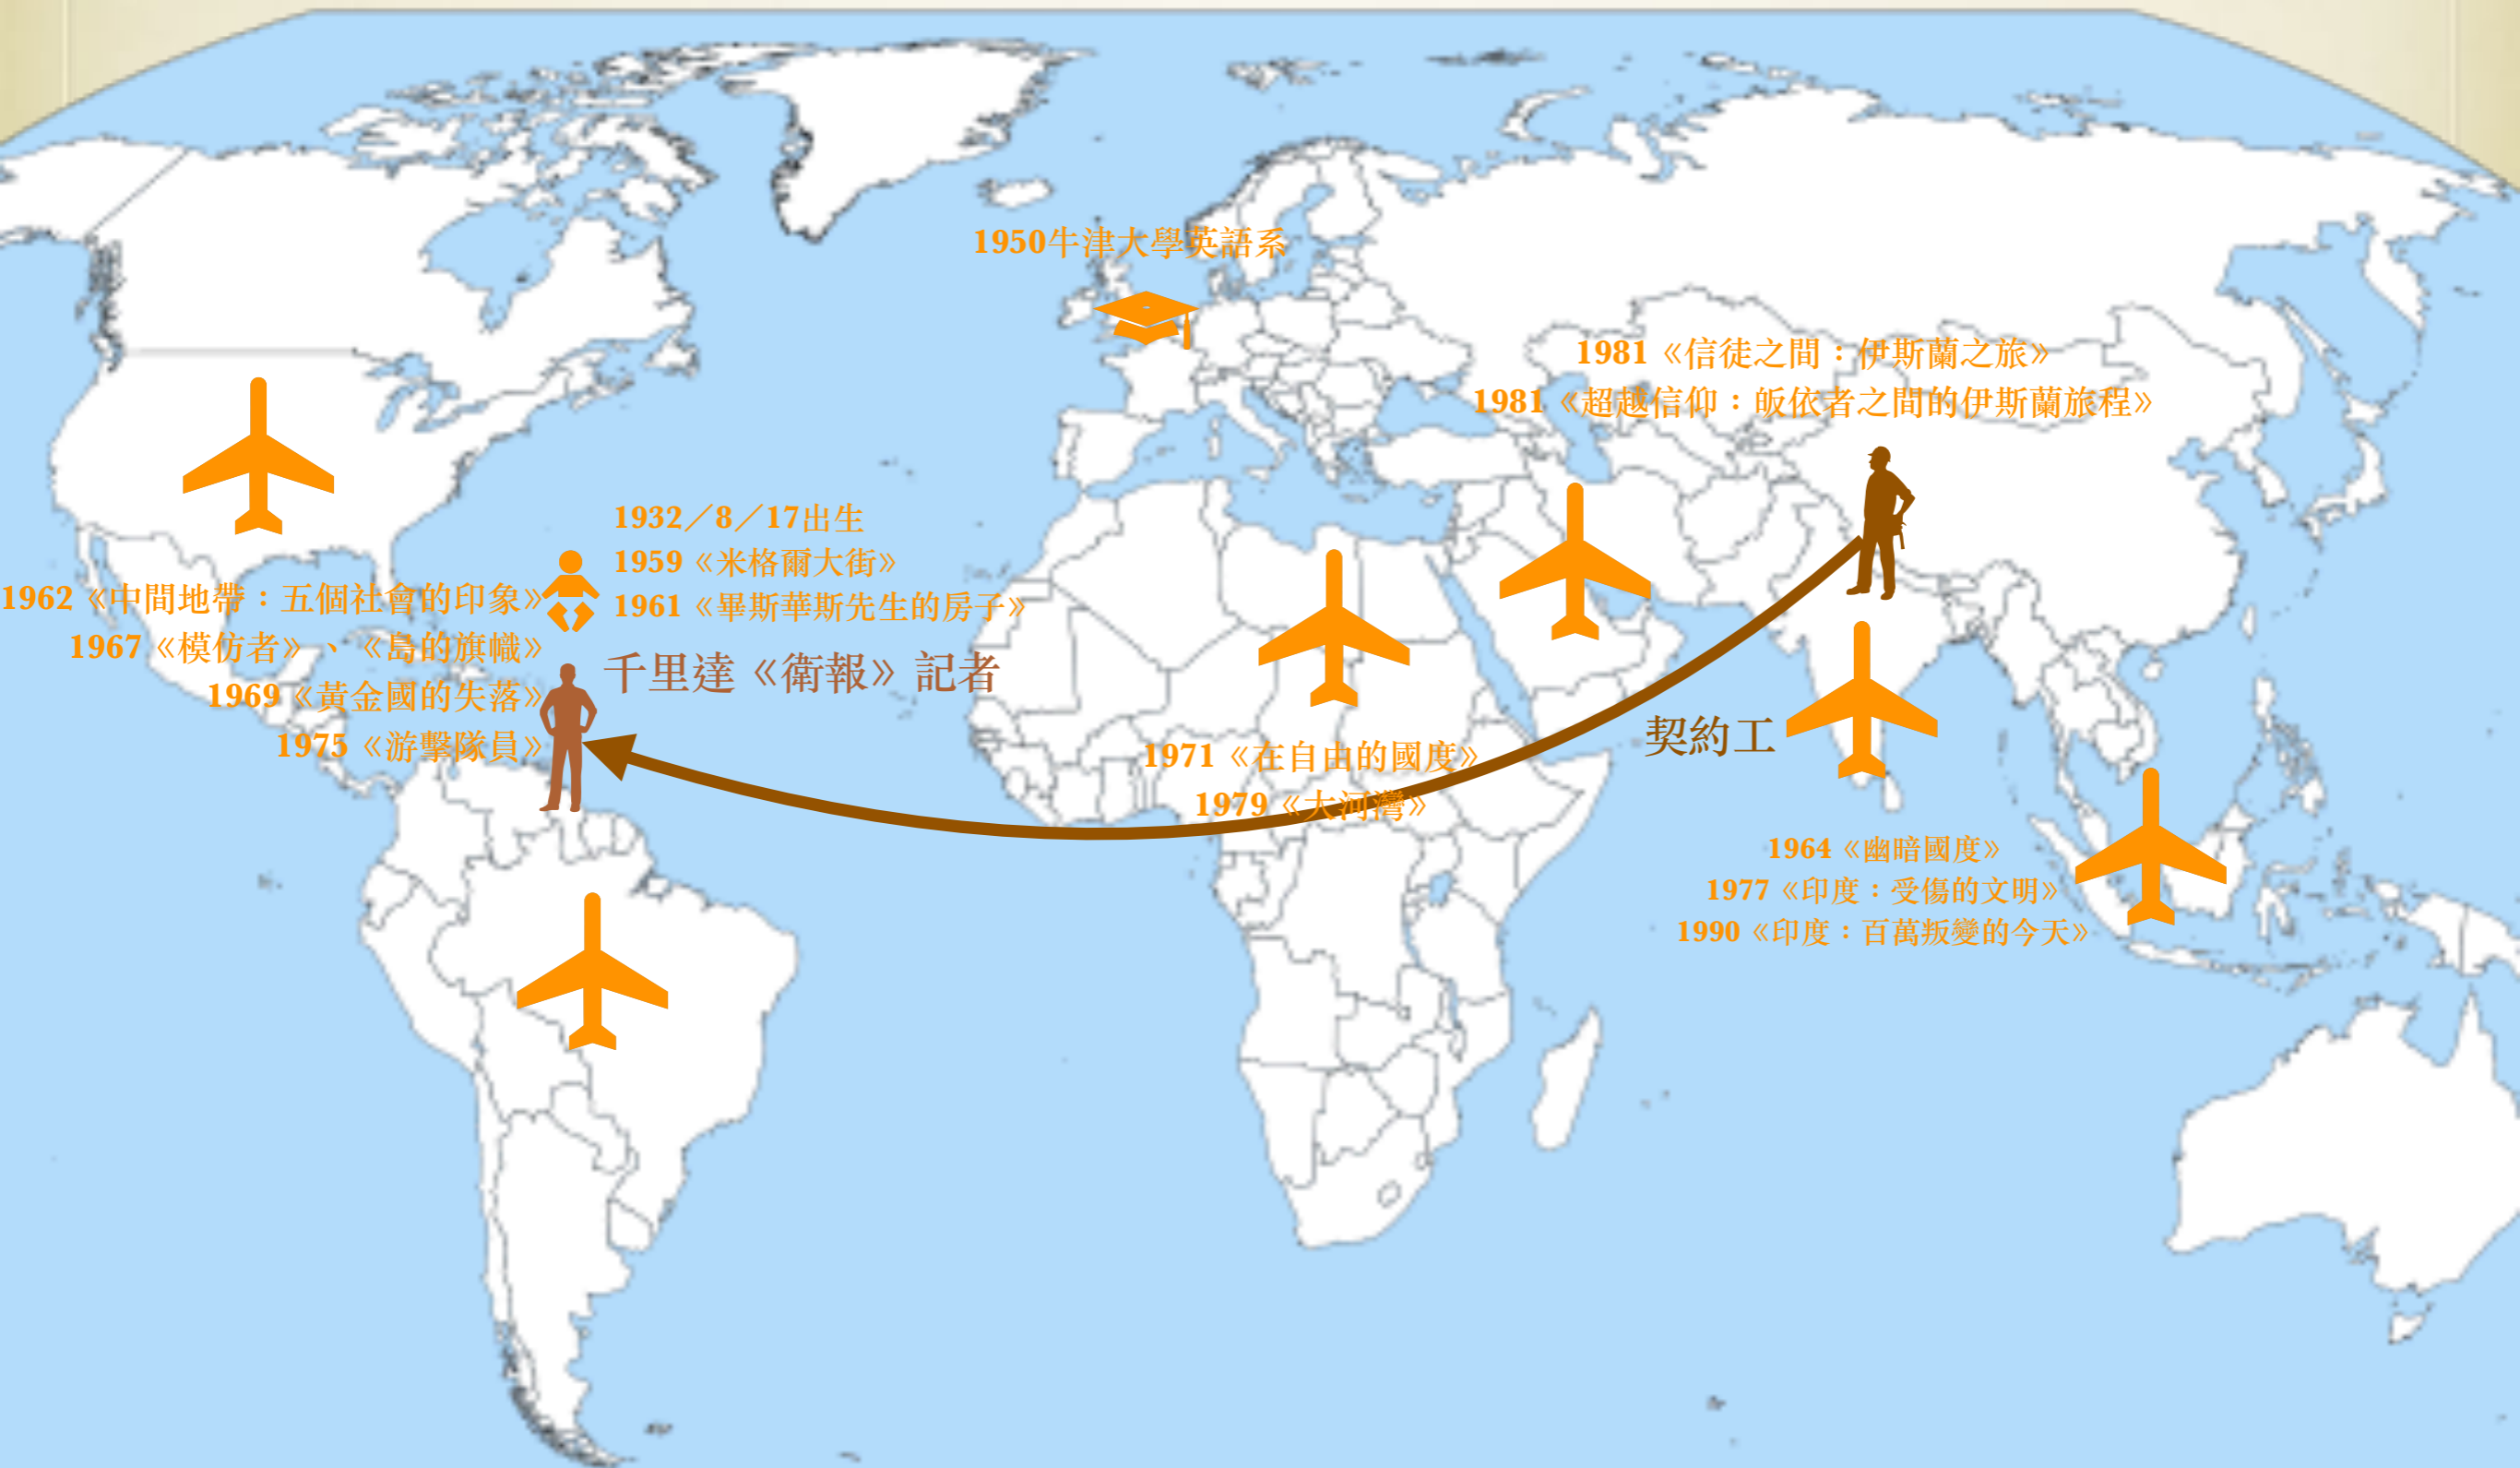 1950牛津大學英語系
1981《信徒之間：伊斯蘭之旅》
1981《超越信仰：皈依者之間的伊斯蘭旅程》
1932／8／17出生
1959《米格爾大街》
1961《畢斯華斯先生的房子》
1962《中間地帶：五個社會的印象》
1967《模仿者》、《島的旗幟》
1969《黃金國的失落》
1975《游擊隊員》
千里達《衛報》記者
契約工
1971《在自由的國度》
1979《大河灣》
1964《幽暗國度》
1977《印度：受傷的文明》
1990《印度：百萬叛變的今天》